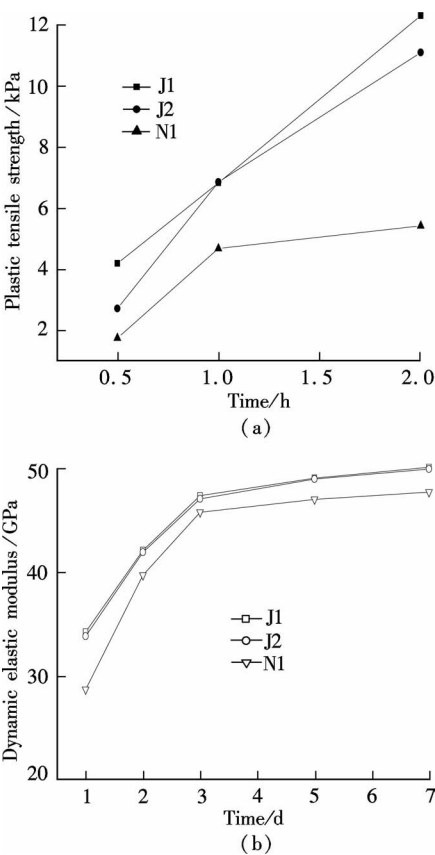 Plastic tensile strength/kPa
12
10
8
6
4
2
J1
J2
N1
0.5 1.0 1.5 2.0
Time/h
(a)
Dynamic elastic modulus/GPa
50
40
30
20
J1
J2
N1
1 2 3 4 5 6 7
Time/d
(b)